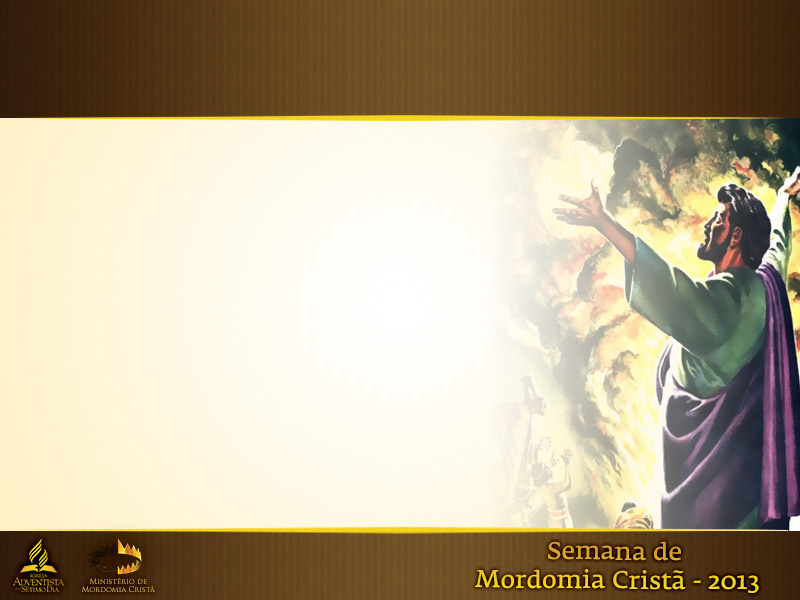 IGREJA
ADVENTISTA
DO SÉTIMO DIA
MINISTÉRIO DE
MORDOMIA CRISTÃ
Semana de
Mordomia Cristã - 2013